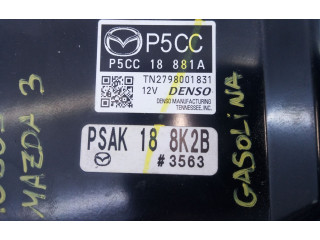 P5CC
P5CC 18 881A
TN2798001831
12V DENSO
DENSO MANUFACTURING
TENNESSEE, INC.
PSAK 18 8K2B
#3563
MAZDA 3
GASOLINA